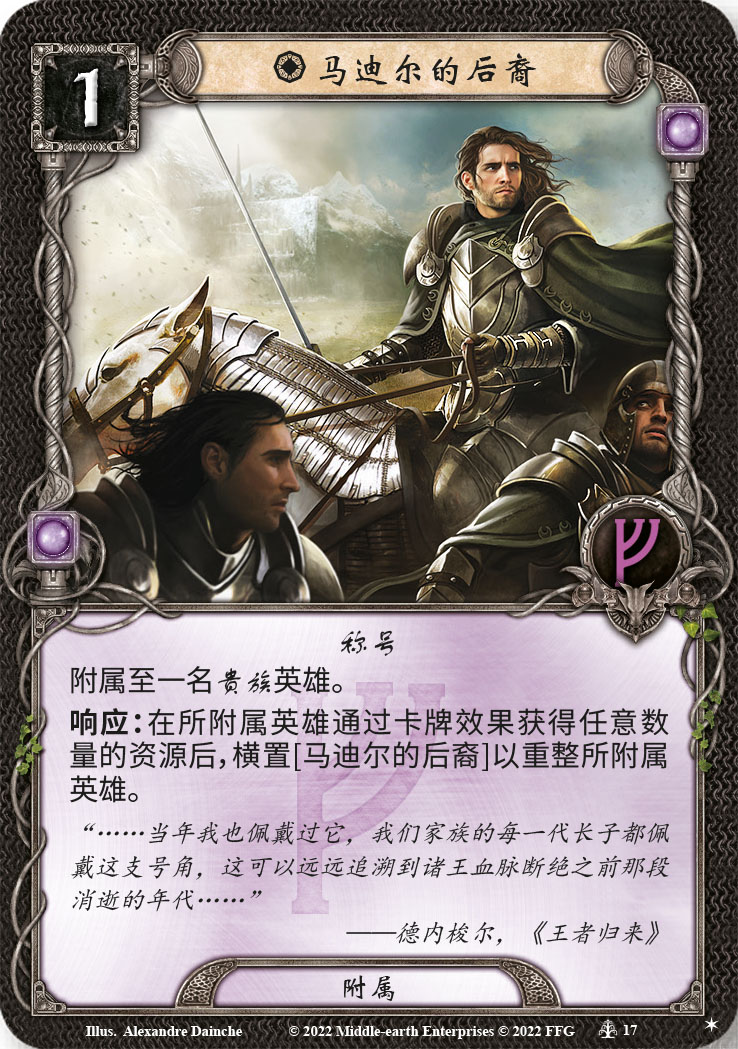 1
马迪尔的后裔
称号
附属至一名贵族英雄。
响应：在所附属英雄通过卡牌效果获得任意数
量的资源后，横置[马迪尔的后裔]以重整所附属
英雄。
“……当年我也佩戴过它，我们家族的每一代长子都佩
戴这支号角，这可以远远追溯到诸王血脉断绝之前那段
消逝的年代……”
——德内梭尔，《王者归来》
附属
Illus. Alexandre Dainche © 2022 Middle-earth Enterprises © 2022 FFG 17